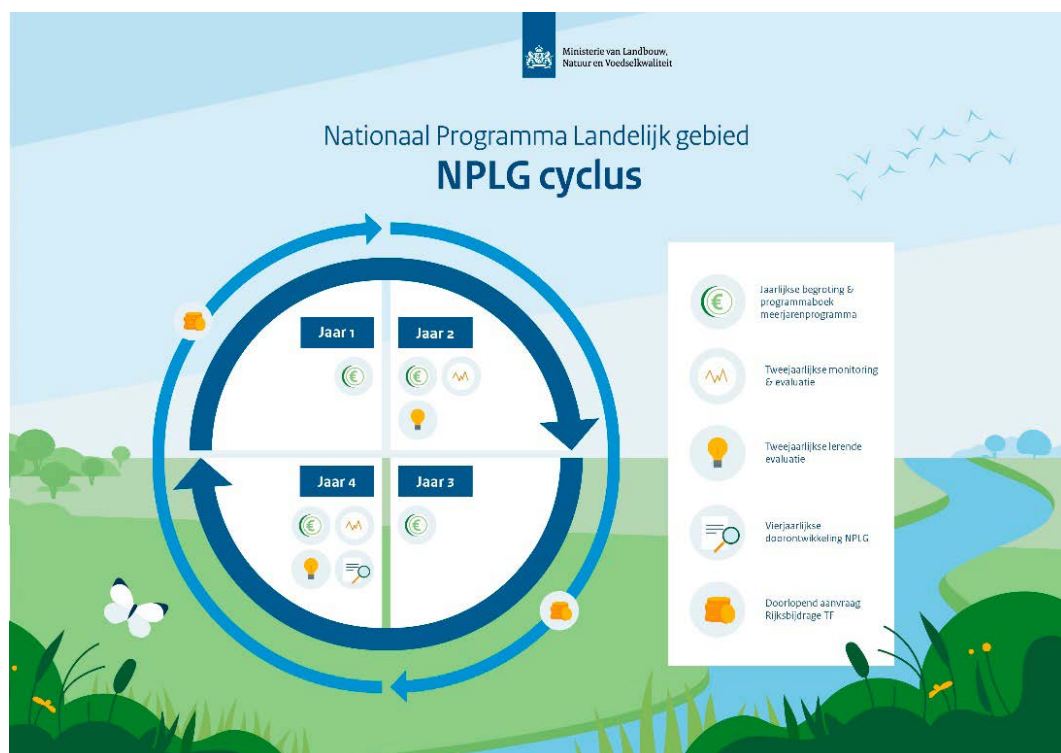 Ministerie van Landbouw,
Natuur en Voedselkwaliteit
Nationaal Programma Landelijk gebied
NPLG cyclus
Jaar 1
Jaar 2
Jaar 4
Jaar 3
Jaarlijkse begroting &
programmaboek
meerjarenprogramma
Tweejaarlijkse monitoring
& evaluatie
Tweejaarlijkse lerende
evaluatie
Vierjaarlijkse
doorontwikkeling NPLG
Doorlopend aanvraag
Rijksbijdrage TF